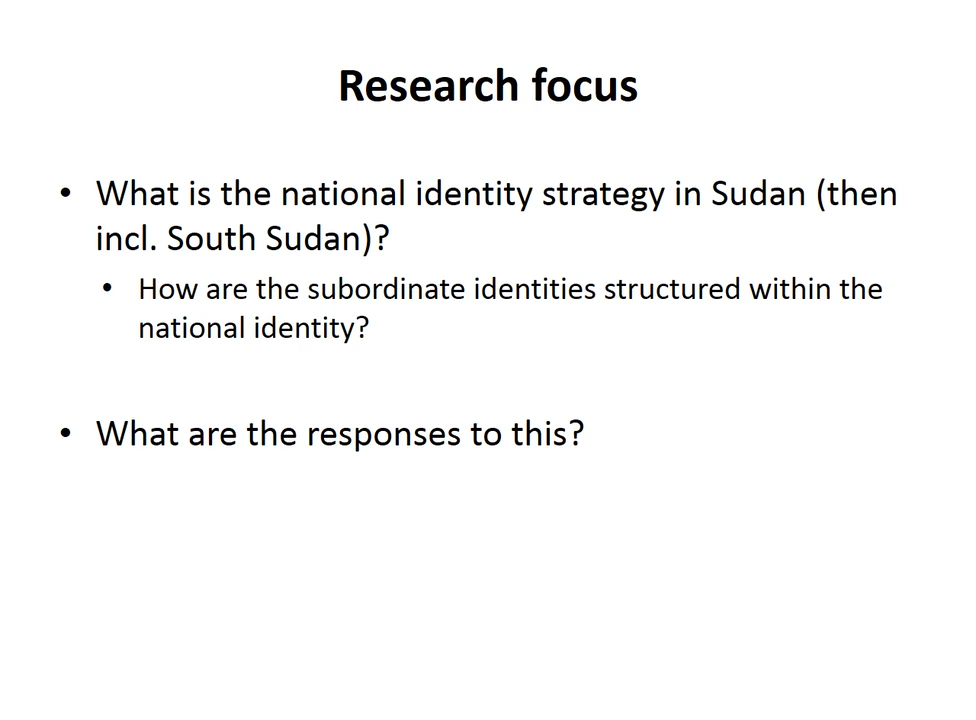 Research focus
• What is the national identity strategy in Sudan (then
incl. South Sudan)?
• How are the subordinate identities structured within the
national identity?
• What are the responses to this?